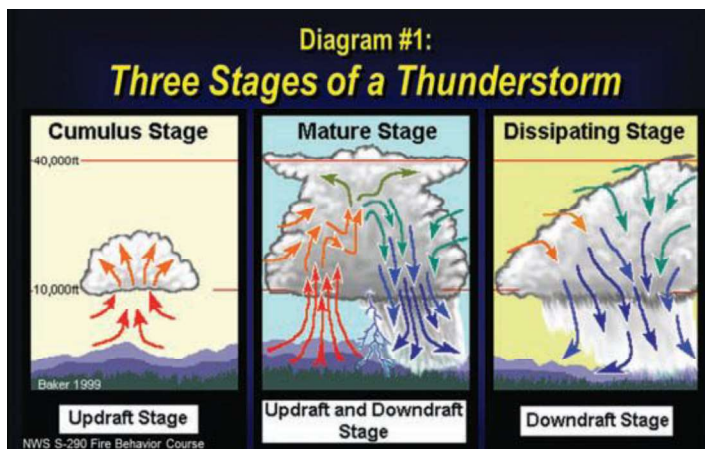 Diagram #1:
Three Stages of a Thunderstorm
Cumulus Stage
40,000ft
10,000ft
Baker 1999
Updraft Stage
Mature Stage
Updraft and Downdraft
Stage
Dissipating Stage
Downdraft Stage
NWS S-290 Fire Behavior Course